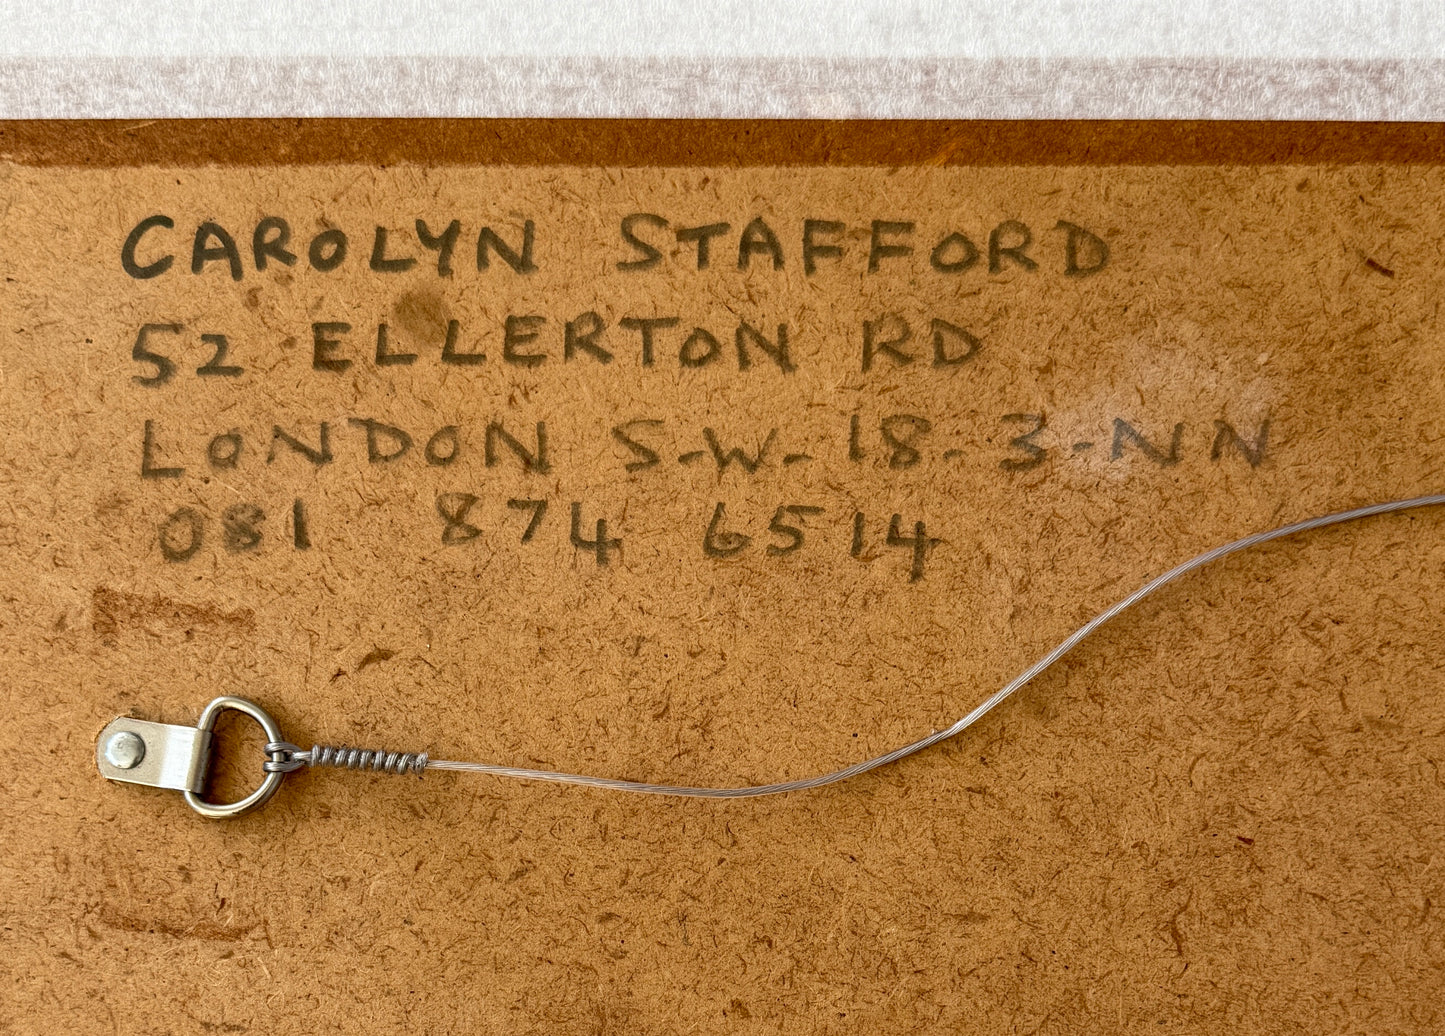 CAROLYN STAFFORD
52 ELLERTON RD
LONDON S-W-18-3-NN
081 874 6514